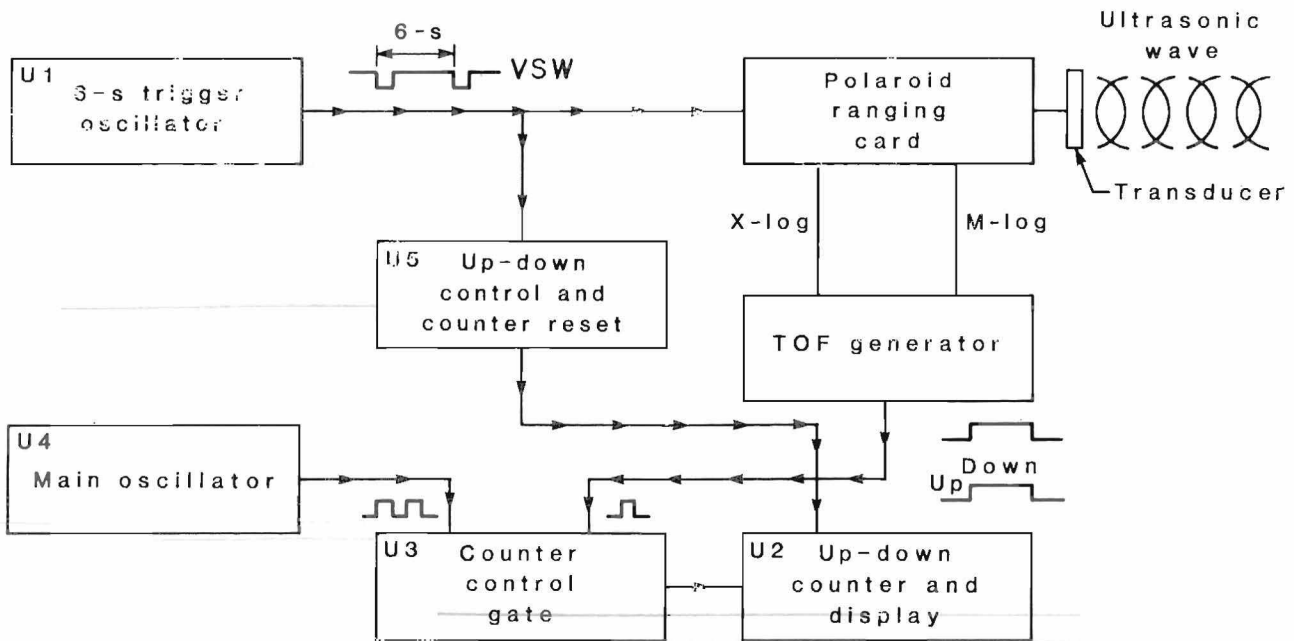 6-s
VSW
Ultrasonic
wave
U1
6-s trigger
oscillator
Polaroid
ranging
card
Transducer
X-log
M-log
U5
Up-down
control and
counter reset
TOF generator
U4
Main oscillator
Down
Up
U3
Counter
control
gate
U2
Up-down
counter and
display